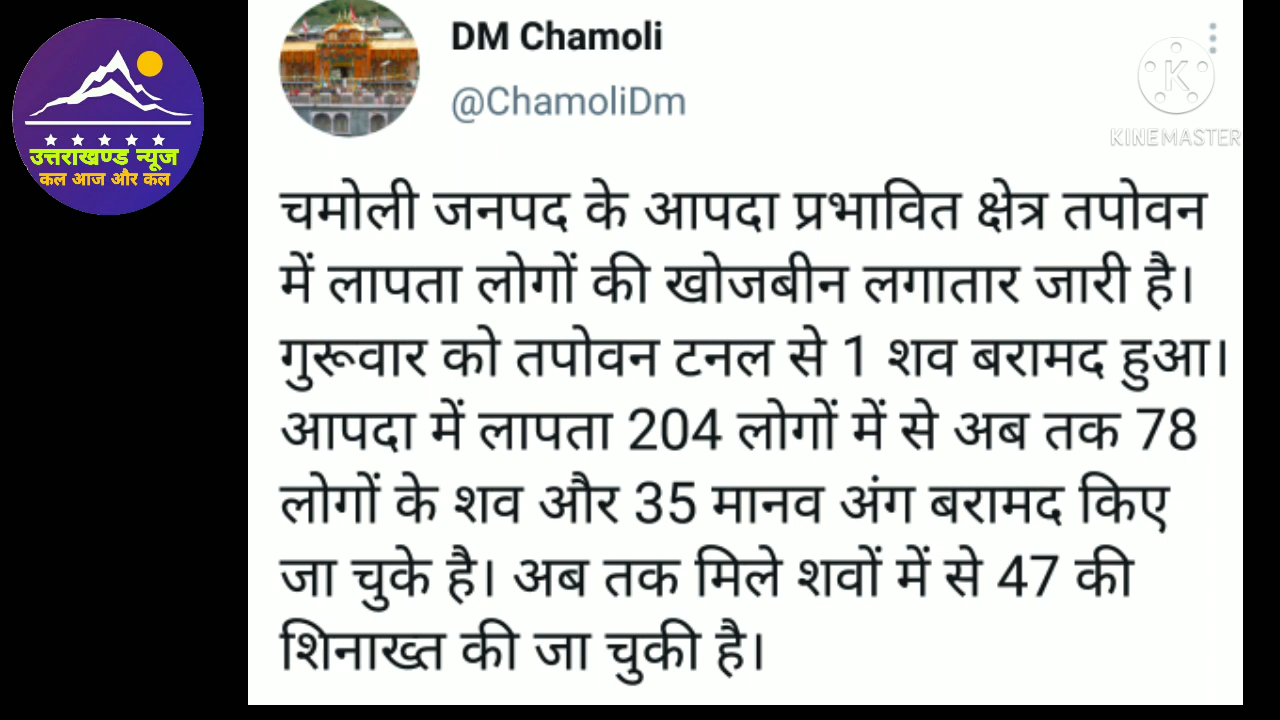 DM Chamoli
@ChamoliDm
K
KINEMASTER
उत्तराखण्ड न्यूज
कल आज और कल
चमोली जनपद के आपदा प्रभावित क्षेत्र तपोवन
में लापता लोगों की खोजबीन लगातार जारी है।
गुरूवार को तपोवन टनल से 1 शव बरामद हुआ।
आपदा में लापता 204 लोगों में से अब तक 78
लोगों के शव और 35 मानव अंग बरामद किए
जा चुके है। अब तक मिले शवों में से 47 की
शिनाख्त की जा चुकी है।